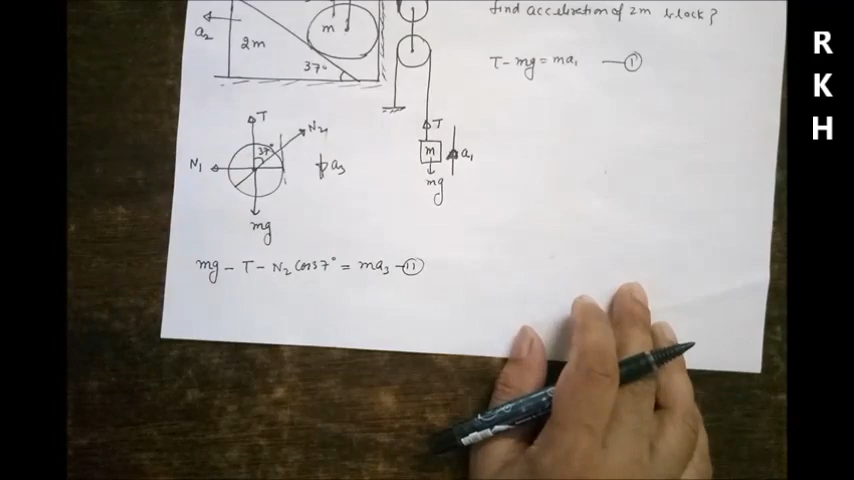 find acceleration of 2m block?
a₂
2m
m
37°
T - mg = ma₁ —①
T
N₂
37°
N₁
a₃
mg
T
m
a₁
mg
mg - T - N₂ cos37° = ma₃ —⑪
R
K
H